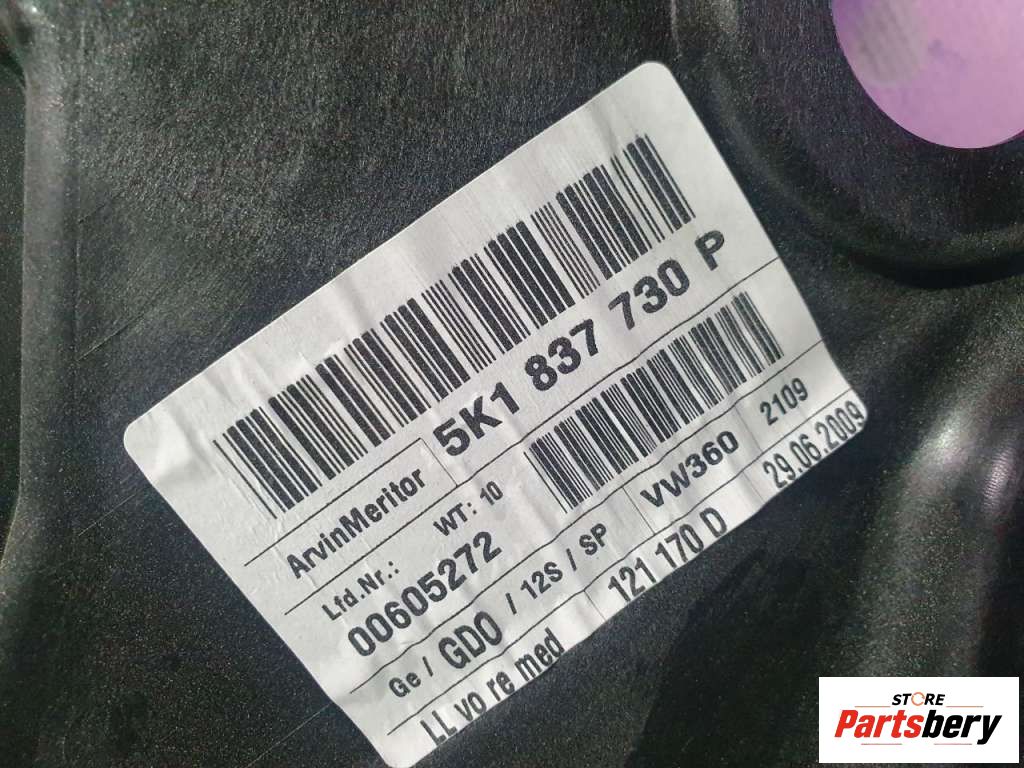 5K1 837 730 P
ArvinMeritor
Lfd.Nr.: WT: 10
00605272
VW360 2109
Ge / GDO / 12S / SP
121 170 D 29.06.2009
LL vo re med
STORE
Partsbery